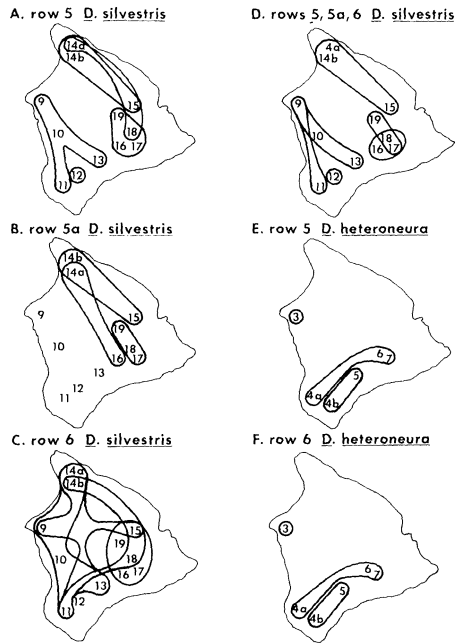 A. row 5 D. silvestris
14a
14b
9
15
19
10
18
13
16 17
12
11
B. row 5a D. silvestris
14b
14a
9
15
19
10
18
16 17
13
12
11
C. row 6 D. silvestris
14a
14b
9
15
19
10
18
16 17
13
12
11
D. rows 5, 5a, 6 D. silvestris
4a
14b
9
15
19
10
18
16 17
13
12
11
E. row 5 D. heteroneura
3
6 7
5
4a
4b
F. row 6 D. heteroneura
3
6 7
5
4a
4b